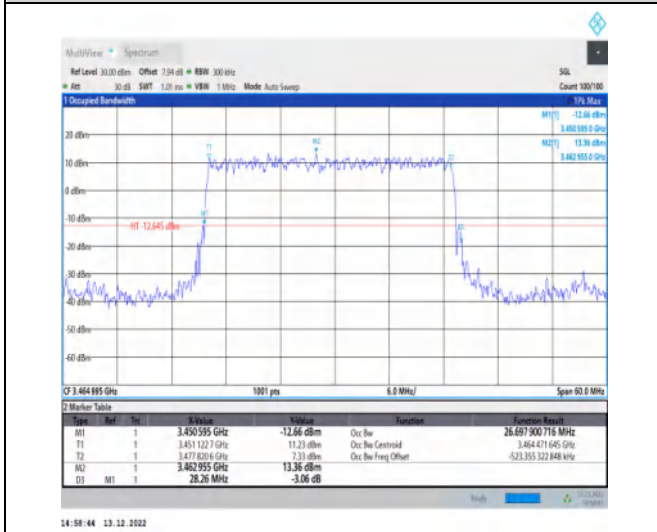 MultiView Spectrum
Ref Level 30.00 dBm Offset 7.94 dB RBW 300 kHz SGL
Att 30 dB SWT 1.01 ms VBW 1 MHz Mode Auto Sweep Count 100/100
1 Occupied Bandwidth 1Pk Max
M1[1] -12.66 dBm
3.450 595 0 GHz
M2[1] 13.36 dBm
3.462 955 0 GHz
20 dBm
M2
T1
T2
10 dBm
0 dBm
-10 dBm
M1
H1 -12.645 dBm
D3
-20 dBm
-30 dBm
-40 dBm
-50 dBm
-60 dBm
CF 3.464 995 GHz 1001 pts 6.0 MHz/ Span 60.0 MHz
2 Marker Table
Type Ref Trc X-Value Y-Value Function Function Result
M1 1 3.450 595 GHz -12.66 dBm Occ Bw 26.697 900 716 MHz
T1 1 3.451 122 7 GHz 11.23 dBm Occ Bw Centroid 3.464 471 645 GHz
T2 1 3.477 820 6 GHz 7.33 dBm Occ Bw Freq Offset -523.355 322 848 kHz
M2 1 3.462 955 GHz 13.36 dBm
D3 M1 1 28.26 MHz -3.06 dB
Ready 13.12.2022
14:58:44 13.12.2022